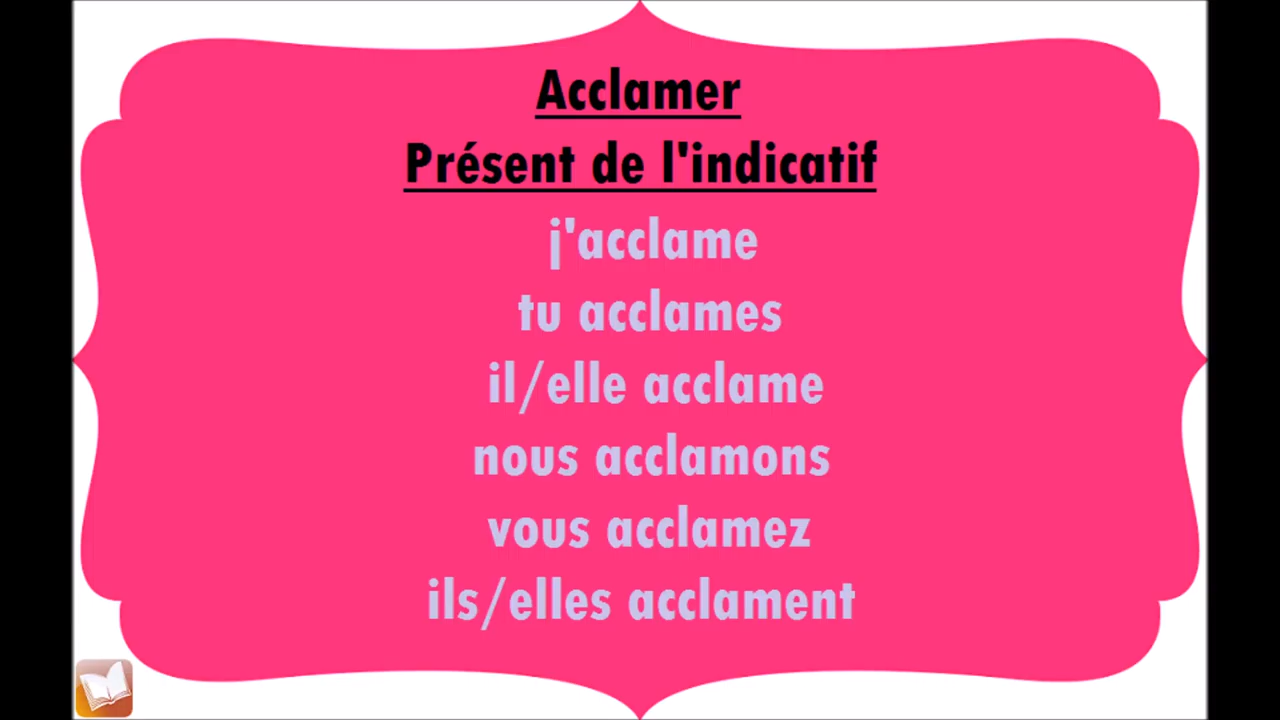 Acclamer
Présent de l'indicatif
j'acclame
tu acclames
il/elle acclame
nous acclamons
vous acclamez
ils/elles acclament